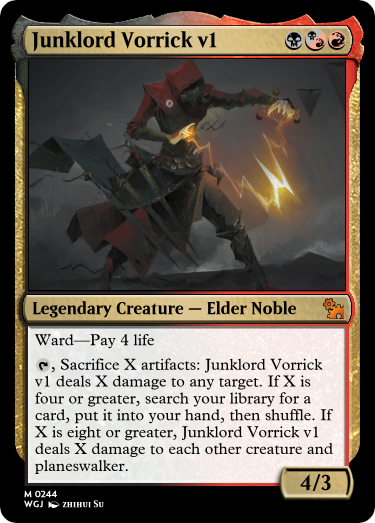 Junklord Vorrick v1
Legendary Creature — Elder Noble
Ward—Pay 4 life
, Sacrifice X artifacts: Junklord Vorrick
v1 deals X damage to any target. If X is
four or greater, search your library for a
card, put it into your hand, then shuffle. If
X is eight or greater, Junklord Vorrick v1
deals X damage to each other creature and
planeswalker.
4/3
M 0244
WGJ ZHIHUI SU